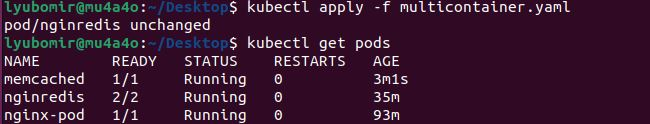 lyubomir@mu4a4o:~/Desktop$ kubectl apply -f multicontainer.yaml
pod/nginredis unchanged
lyubomir@mu4a4o:~/Desktop$ kubectl get pods
NAME READY STATUS RESTARTS AGE
memcached 1/1 Running 0 3m1s
nginredis 2/2 Running 0 35m
nginx-pod 1/1 Running 0 93m